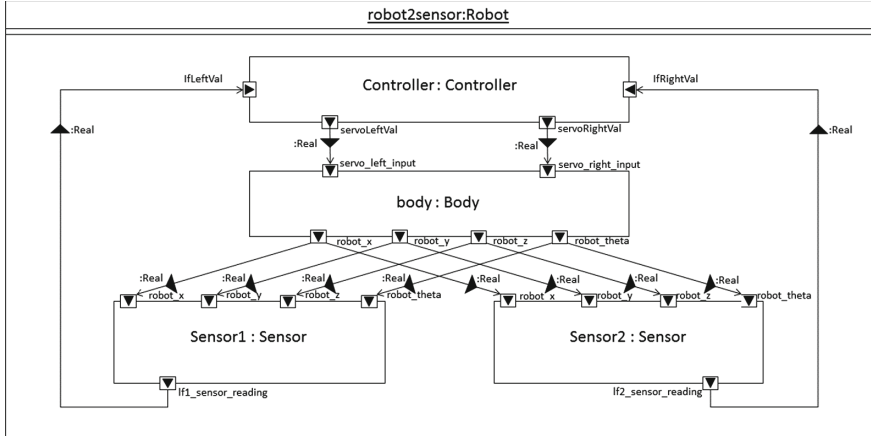 robot2sensor:Robot
lfLeftVal
lfRightVal
Controller : Controller
:Real
:Real
servoLeftVal
servoRightVal
:Real
:Real
servo_left_input
servo_right_input
body : Body
robot_x
robot_y
robot_z
robot_theta
:Real
:Real
:Real
:Real
:Real
:Real
:Real
:Real
robot_x
robot_y
robot_z
robot_theta
robot_x
robot_y
robot_z
robot_theta
Sensor1 : Sensor
Sensor2 : Sensor
lf1_sensor_reading
lf2_sensor_reading